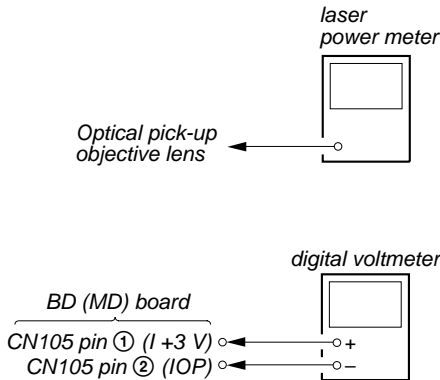 laser
power meter
Optical pick-up
objective lens
digital voltmeter
BD (MD) board
CN105 pin ① (I +3 V)
+
CN105 pin ② (IOP)
–